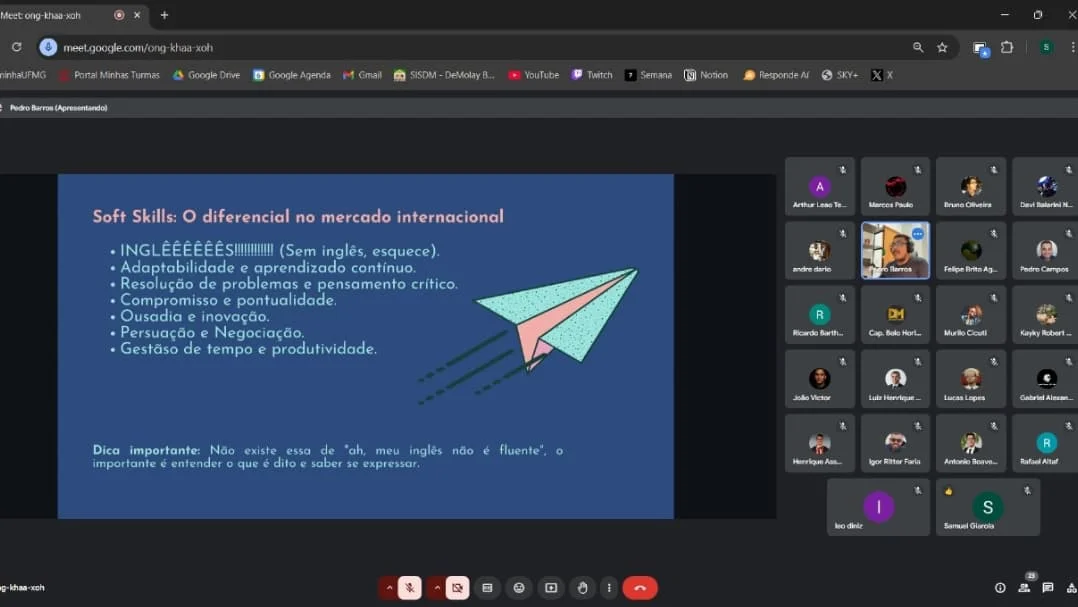 Meet: ong-khaa-xoh
meet.google.com/ong-khaa-xoh
S
minhaUFMG
Portal Minhas Turmas
Google Drive
Google Agenda
Gmail
SISDM - DeMolay B...
YouTube
Twitch
Semana
Notion
Responde Aí
SKY+
X
Pedro Barros (Apresentando)
Soft Skills: O diferencial no mercado internacional
• INGLÊÊÊÊÊÊS!!!!!!!!!!!! (Sem inglês, esquece).
• Adaptabilidade e aprendizado contínuo.
• Resolução de problemas e pensamento crítico.
• Compromisso e pontualidade.
• Ousadia e inovação.
• Persuação e Negociação.
• Gestãso de tempo e produtividade.
Dica importante: Não existe essa de "ah, meu inglês não é fluente", o
importante é entender o que é dito e saber se expressar.
A
Arthur Leao Te...
Marcos Paulo
Bruno Oliveira
Davi Balarini N...
andre dario
Pedro Barros
Felipe Brito Ag...
Pedro Campos
R
Ricardo Barth...
DM
Cap. Belo Hori...
Murilo Cicuti
Kayky Robert ...
João Victor
Luiz Henrique ...
Lucas Lopes
Gabriel Alexan...
Henrique Ass...
Igor Ritter Faria
Antonio Boave...
R
Rafael Altaf
l
leo diniz
S
Samuel Giarola
ng-khaa-xoh
23